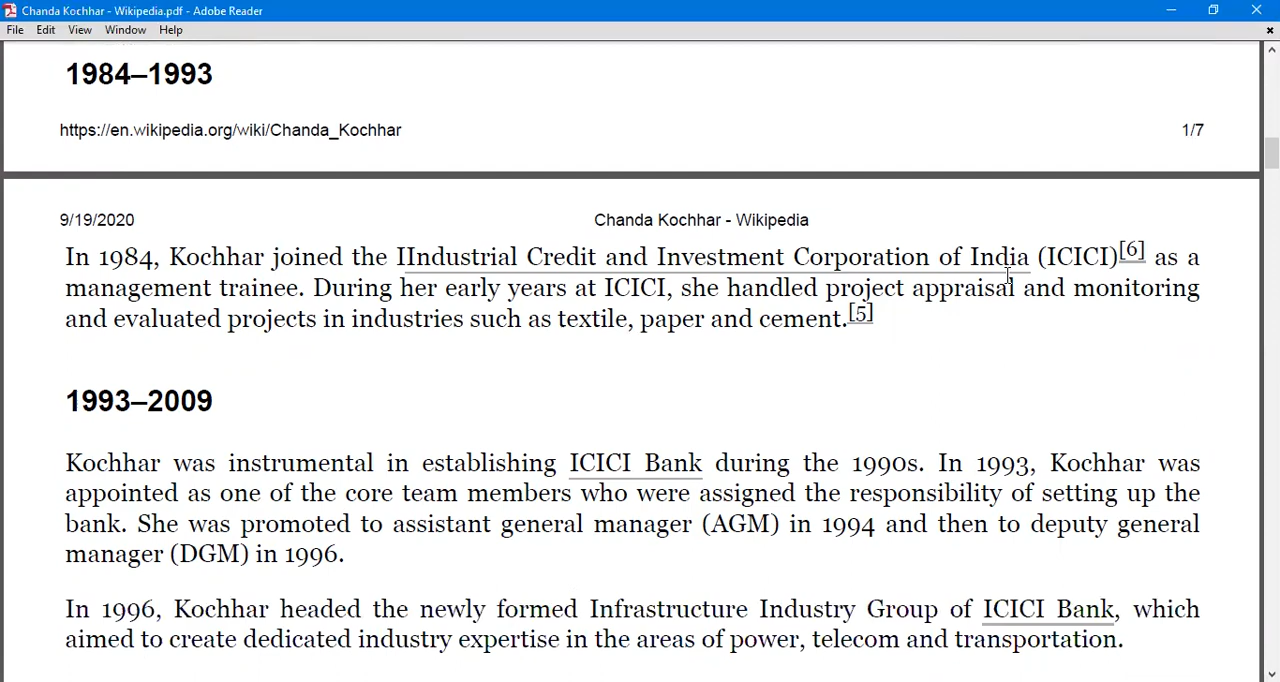 Chanda Kochhar - Wikipedia.pdf - Adobe Reader
File Edit View Window Help
1984–1993
https://en.wikipedia.org/wiki/Chanda_Kochhar 1/7
9/19/2020 Chanda Kochhar - Wikipedia
In 1984, Kochhar joined the IIndustrial Credit and Investment Corporation of India (ICICI)[6] as a
management trainee. During her early years at ICICI, she handled project appraisal and monitoring
and evaluated projects in industries such as textile, paper and cement.[5]
1993–2009
Kochhar was instrumental in establishing ICICI Bank during the 1990s. In 1993, Kochhar was
appointed as one of the core team members who were assigned the responsibility of setting up the
bank. She was promoted to assistant general manager (AGM) in 1994 and then to deputy general
manager (DGM) in 1996.
In 1996, Kochhar headed the newly formed Infrastructure Industry Group of ICICI Bank, which
aimed to create dedicated industry expertise in the areas of power, telecom and transportation.